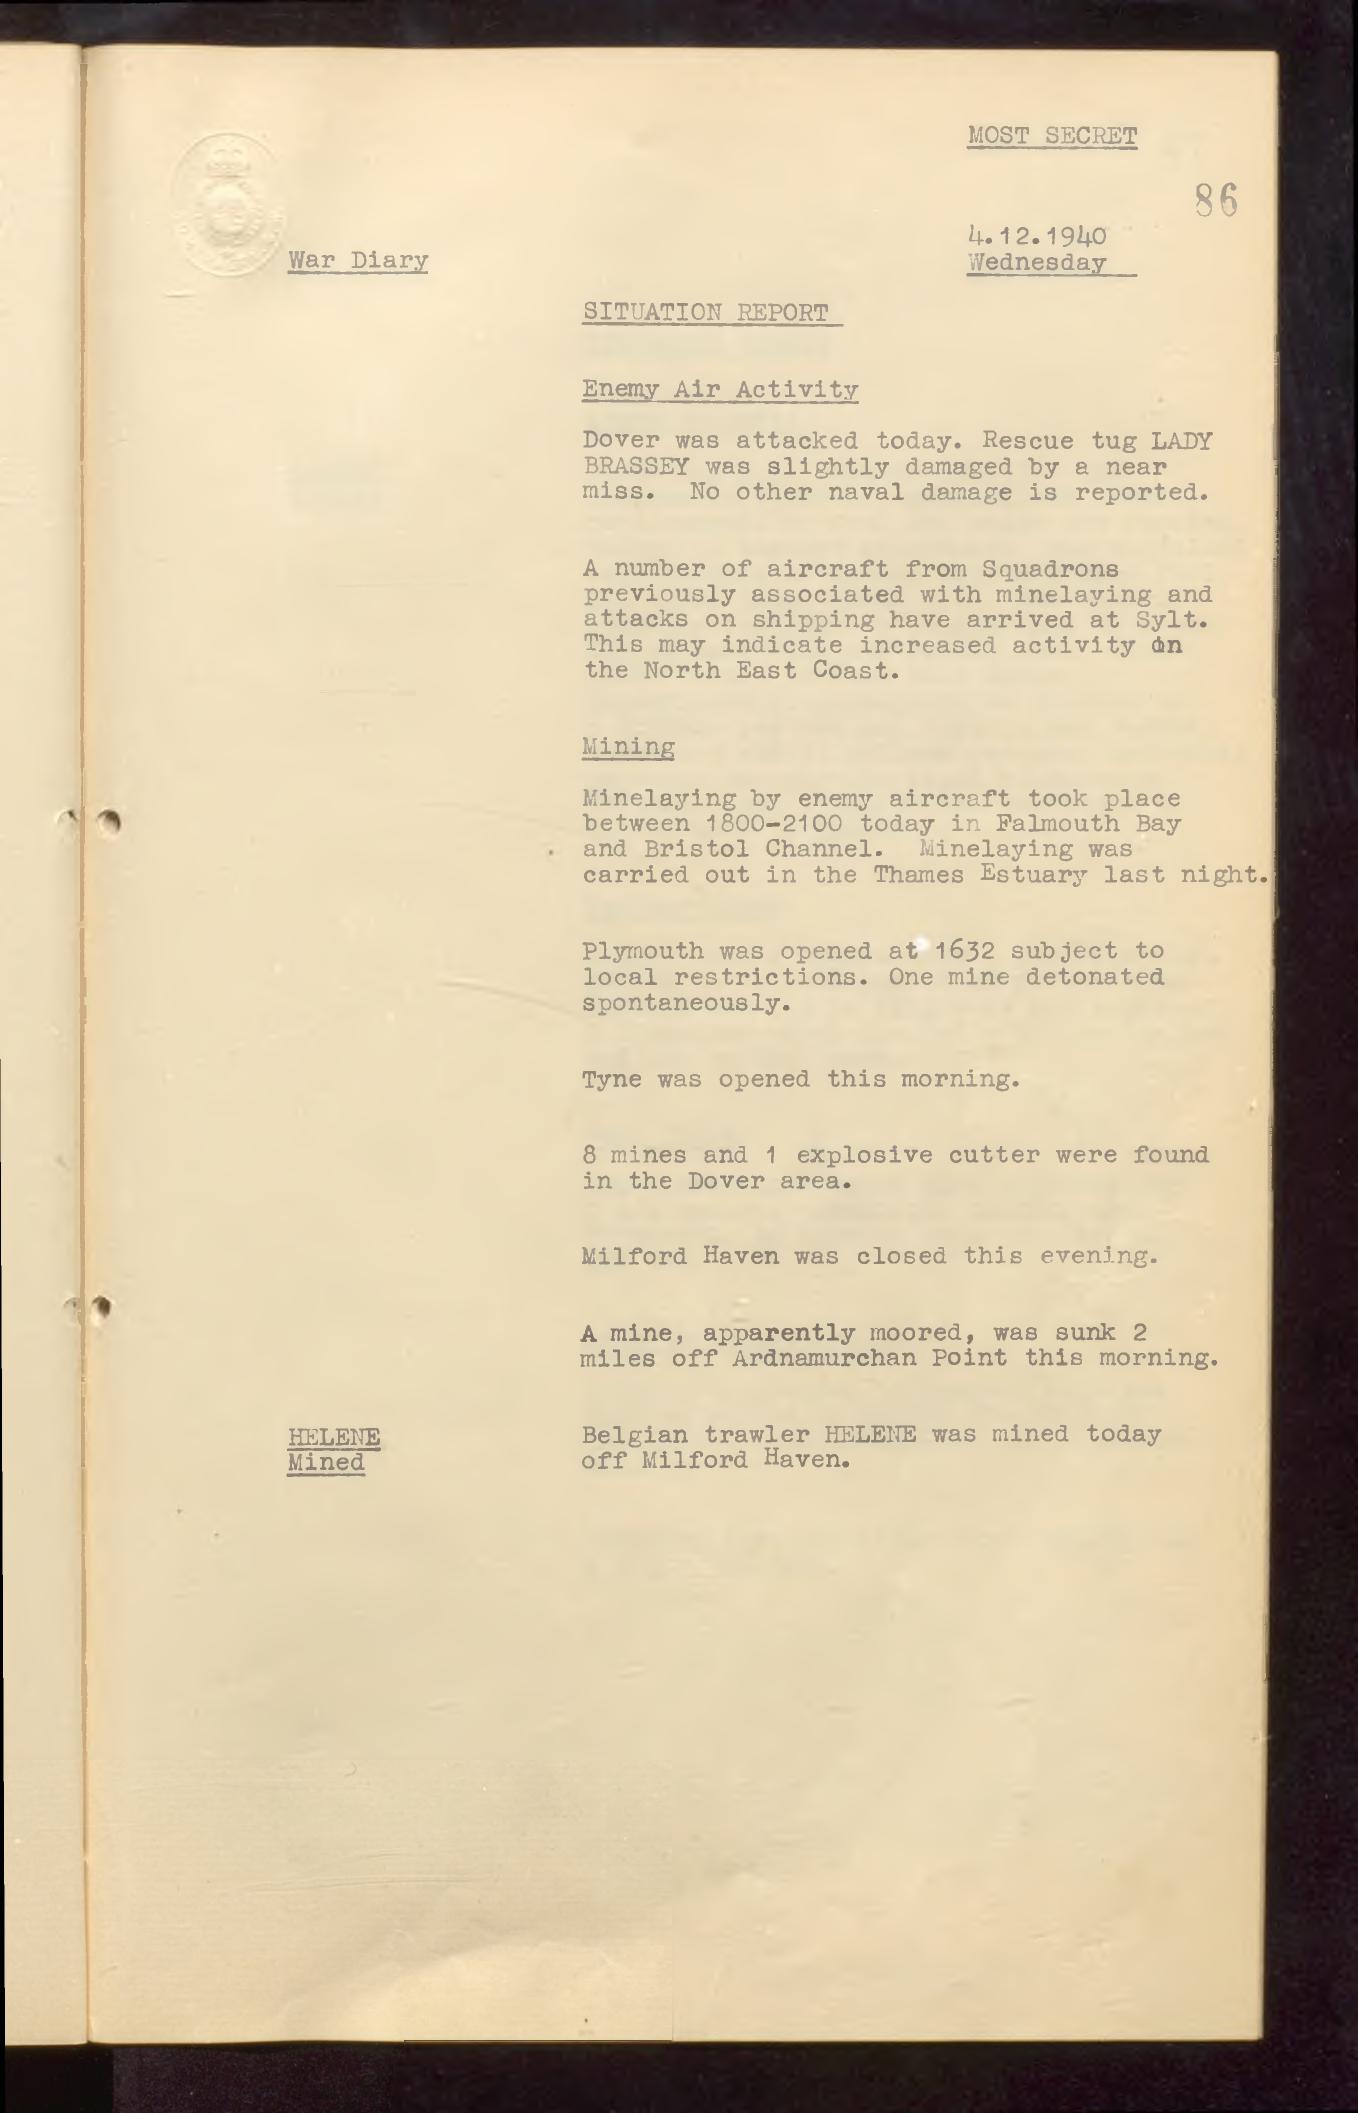 MOST SECRET
86
4.12.1940
War Diary
Wednesday
SITUATION REPORT
Enemy Air Activity
Dover was attacked today. Rescue tug LADY
BRASSEY was slightly damaged by a near
miss. No other naval damage is reported.
A number of aircraft from Squadrons
previously associated with minelaying and
attacks on shipping have arrived at Sylt.
This may indicate increased activity on
the North East Coast.
Mining
Minelaying by enemy aircraft took place
between 1800-2100 today in Falmouth Bay
and Bristol Channel. Minelaying was
carried out in the Thames Estuary last night.
Plymouth was opened at 1632 subject to
local restrictions. One mine detonated
spontaneously.
Tyne was opened this morning.
8 mines and 1 explosive cutter were found
in the Dover area.
Milford Haven was closed this evening.
A mine, apparently moored, was sunk 2
miles off Ardnamurchan Point this morning.
HELENE
Mined
Belgian trawler HELENE was mined today
off Milford Haven.